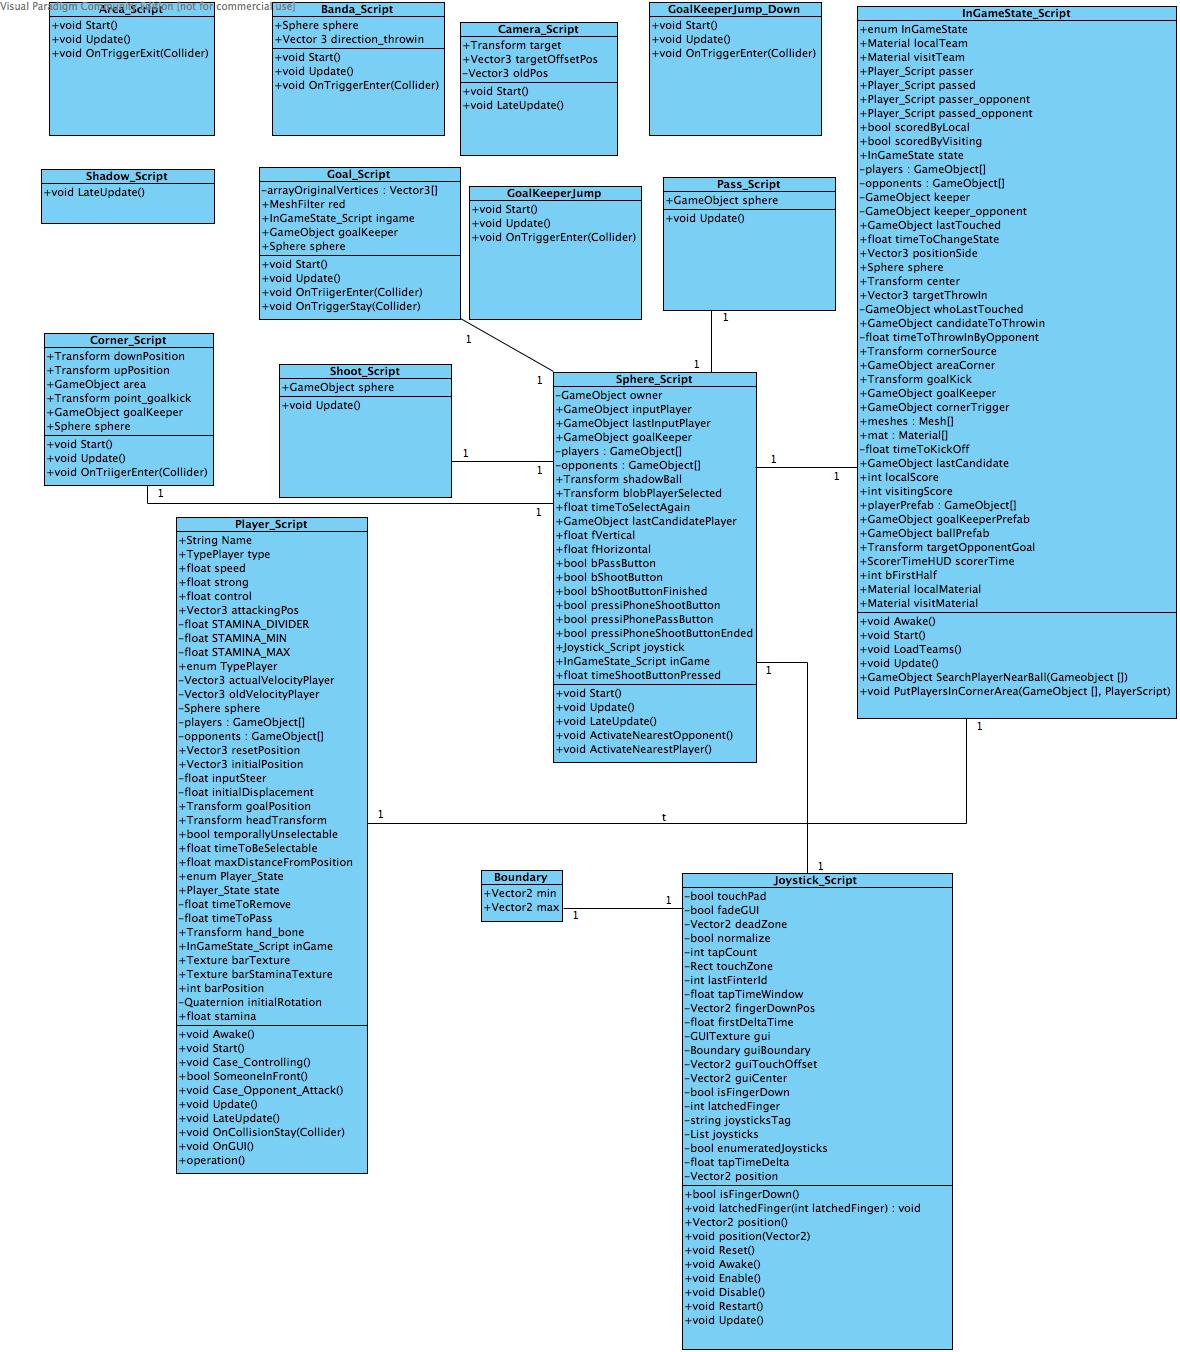 Visual Paradigm Community Edition [not for commercial use]
Area_Script
+void Start()
+void Update()
+void OnTriggerExit(Collider)
Banda_Script
+Sphere sphere
+Vector 3 direction_throwin
+void Start()
+void Update()
+void OnTriggerEnter(Collider)
Camera_Script
+Transform target
+Vector3 targetOffsetPos
-Vector3 oldPos
+void Start()
+void LateUpdate()
GoalKeeperJump_Down
+void Start()
+void Update()
+void OnTriggerEnter(Collider)
InGameState_Script
+enum InGameState
+Material localTeam
+Material visitTeam
+Player_Script passer
+Player_Script passed
+Player_Script passer_opponent
+Player_Script passed_opponent
+bool scoredByLocal
+bool scoredByVisiting
+InGameState state
-players : GameObject[]
-opponents : GameObject[]
-GameObject keeper
-GameObject keeper_opponent
+GameObject lastTouched
+float timeToChangeState
+Vector3 positionSide
+Sphere sphere
+Transform center
+Vector3 targetThrowIn
-GameObject whoLastTouched
+GameObject candidateToThrowin
-float timeToThrowInByOpponent
+Transform cornerSource
+GameObject areaCorner
+Transform goalKick
+GameObject goalKeeper
+GameObject cornerTrigger
+meshes : Mesh[]
+mat : Material[]
-float timeToKickOff
+GameObject lastCandidate
+int localScore
+int visitingScore
+playerPrefab : GameObject[]
+GameObject goalKeeperPrefab
+GameObject ballPrefab
+Transform targetOpponentGoal
+ScorerTimeHUD scorerTime
+int bFirstHalf
+Material localMaterial
+Material visitMaterial
+void Awake()
+void Start()
+void LoadTeams()
+void Update()
+GameObject SearchPlayerNearBall(Gameobject [])
+void PutPlayersInCornerArea(GameObject [], PlayerScript)
Shadow_Script
+void LateUpdate()
Goal_Script
-arrayOriginalVertices : Vector3[]
+MeshFilter red
+InGameState_Script ingame
+GameObject goalKeeper
+Sphere sphere
+void Start()
+void Update()
+void OnTriigerEnter(Collider)
+void OnTriggerStay(Collider)
GoalKeeperJump
+void Start()
+void Update()
+void OnTriggerEnter(Collider)
Pass_Script
+GameObject sphere
+void Update()
1
1
1
1
Corner_Script
+Transform downPosition
+Transform upPosition
+GameObject area
+Transform point_goalkick
+GameObject goalKeeper
+Sphere sphere
+void Start()
+void Update()
+void OnTriigerEnter(Collider)
Shoot_Script
+GameObject sphere
+void Update()
1
1
1
1
1
1
Sphere_Script
-GameObject owner
+GameObject inputPlayer
+GameObject lastInputPlayer
+GameObject goalKeeper
-players : GameObject[]
-opponents : GameObject[]
+Transform shadowBall
+Transform blobPlayerSelected
+float timeToSelectAgain
+GameObject lastCandidatePlayer
+float fVertical
+float fHorizontal
+bool bPassButton
+bool bShootButton
+bool bShootButtonFinished
+bool pressiPhoneShootButton
+bool pressiPhonePassButton
+bool pressiPhoneShootButtonEnded
+Joystick_Script joystick
+InGameState_Script inGame
+float timeShootButtonPressed
+void Start()
+void Update()
+void LateUpdate()
+void ActivateNearestOpponent()
+void ActivateNearestPlayer()
Player_Script
+String Name
+TypePlayer type
+float speed
+float strong
+float control
+Vector3 attackingPos
-float STAMINA_DIVIDER
-float STAMINA_MIN
-float STAMINA_MAX
+enum TypePlayer
-Vector3 actualVelocityPlayer
-Vector3 oldVelocityPlayer
-Sphere sphere
-players : GameObject[]
-opponents : GameObject[]
+Vector3 resetPosition
+Vector3 initialPosition
-float inputSteer
-float initialDisplacement
+Transform goalPosition
+Transform headTransform
+bool temporallyUnselectable
+float timeToBeSelectable
+float maxDistanceFromPosition
+enum Player_State
+Player_State state
-float timeToRemove
-float timeToPass
+Transform hand_bone
+InGameState_Script inGame
+Texture barTexture
+Texture barStaminaTexture
+int barPosition
-Quaternion initialRotation
+float stamina
+void Awake()
+void Start()
+void Case_Controlling()
+bool SomeoneInFront()
+void Case_Opponent_Attack()
+void Update()
+void LateUpdate()
+void OnCollisionStay(Collider)
+void OnGUI()
+operation()
1
1
t
1
1
Boundary
+Vector2 min
+Vector2 max
1
1
Joystick_Script
-bool touchPad
-bool fadeGUI
-Vector2 deadZone
-bool normalize
-int tapCount
-Rect touchZone
-int lastFinterId
-float tapTimeWindow
-Vector2 fingerDownPos
-float firstDeltaTime
-GUITexture gui
-Boundary guiBoundary
-Vector2 guiTouchOffset
-Vector2 guiCenter
-bool isFingerDown
-int latchedFinger
-string joysticksTag
-List joysticks
-bool enumeratedJoysticks
-float tapTimeDelta
-Vector2 position
+bool isFingerDown()
+void latchedFinger(int latchedFinger) : void
+Vector2 position()
+void position(Vector2)
+void Reset()
+void Awake()
+void Enable()
+void Disable()
+void Restart()
+void Update()